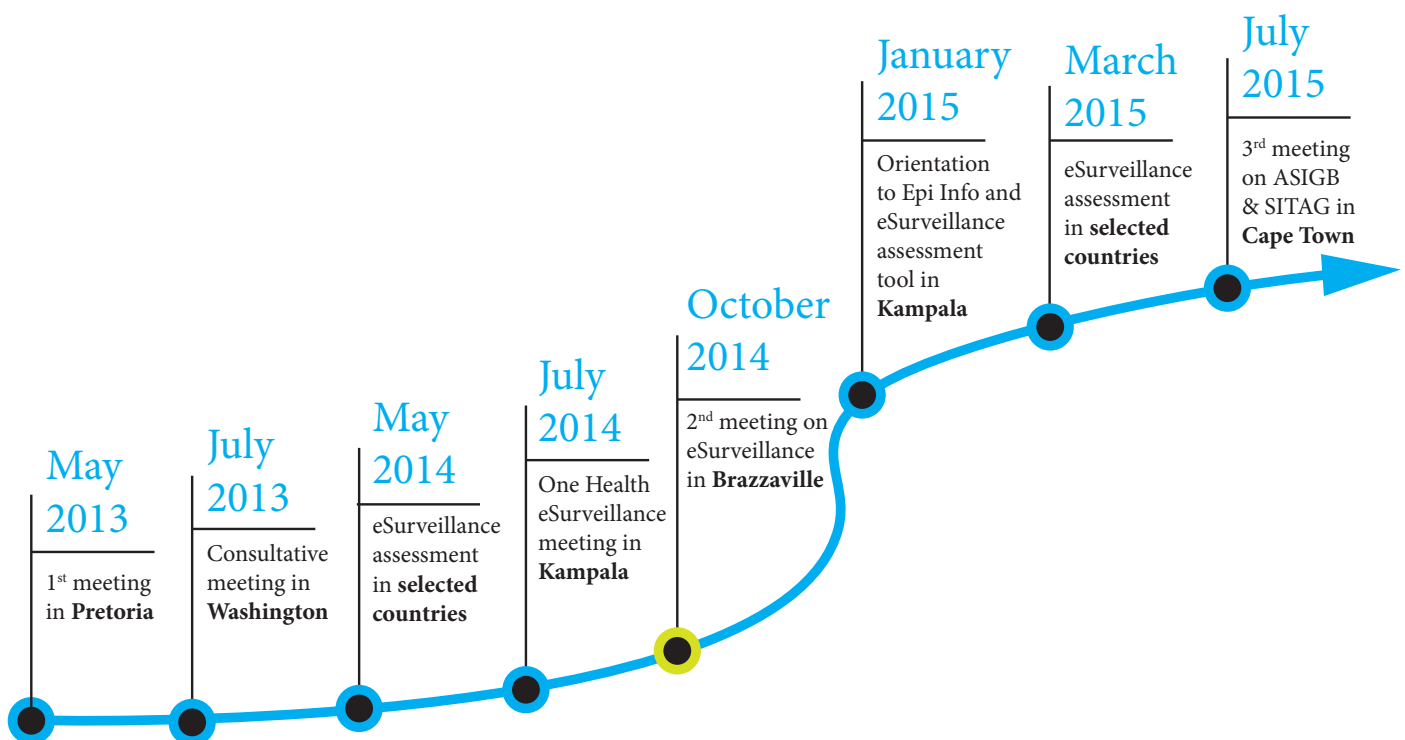 May
2013
1st meeting
in Pretoria
July
2013
Consultative
meeting in
Washington
May
2014
eSurveillance
assessment
in selected
countries
July
2014
One Health
eSurveillance
meeting in
Kampala
October
2014
2nd meeting on
eSurveillance
in Brazzaville
January
2015
Orientation
to Epi Info and
eSurveillance
assessment
tool in
Kampala
March
2015
eSurveillance
assessment
in selected
countries
July
2015
3rd meeting
on ASIGB
& SITAG in
Cape Town